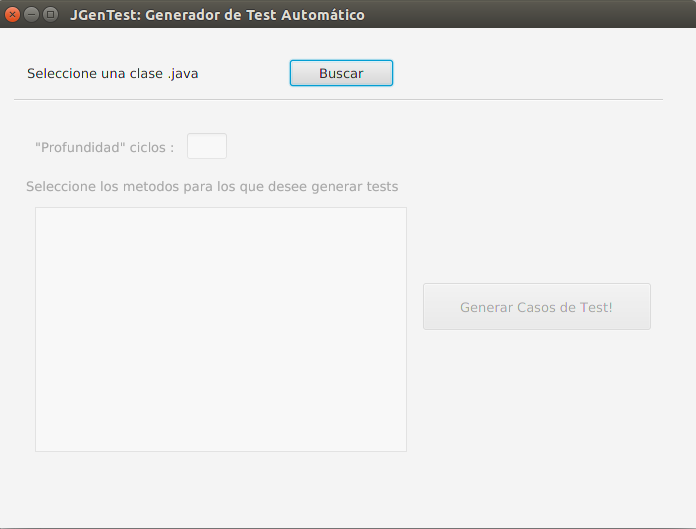 JGenTest: Generador de Test Automático
Seleccione una clase .java
Buscar
"Profundidad" ciclos :
Seleccione los metodos para los que desee generar tests
Generar Casos de Test!